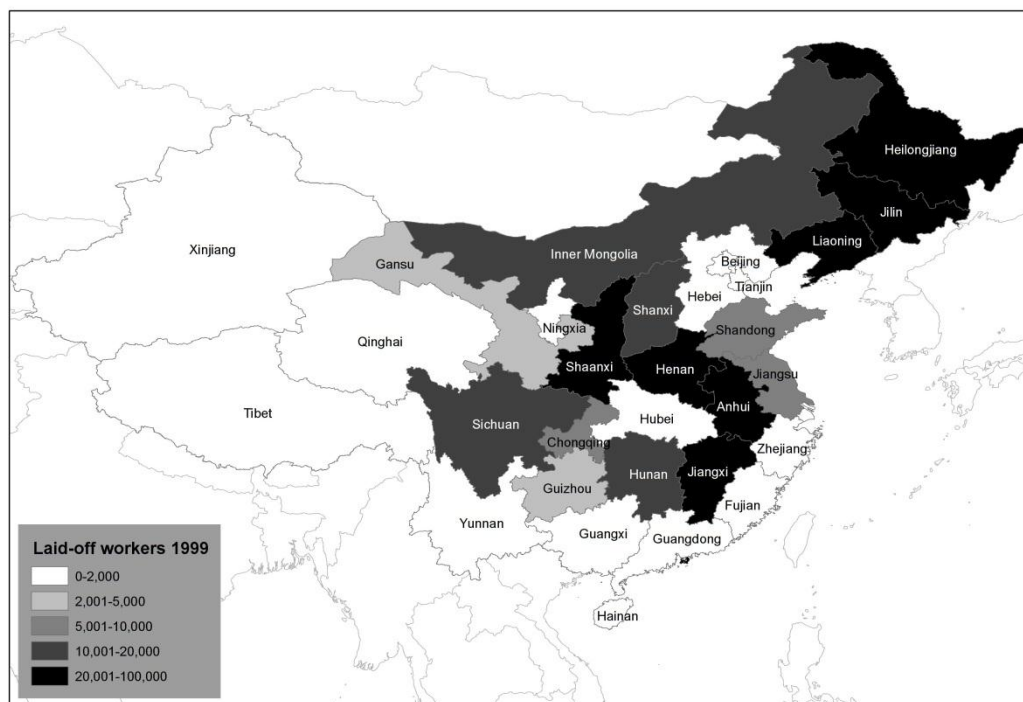 Heilongjiang
Jilin
Liaoning
Xinjiang
Gansu
Inner Mongolia
Beijing
Tianjin
Hebei
Shanxi
Ningxia
Shandong
Qinghai
Shaanxi
Henan
Jiangsu
Anhui
Tibet
Sichuan
Hubei
Chongqing
Zhejiang
Hunan
Jiangxi
Guizhou
Fujian
Yunnan
Guangxi
Guangdong
Hainan
Laid-off workers 1999
0-2,000
2,001-5,000
5,001-10,000
10,001-20,000
20,001-100,000